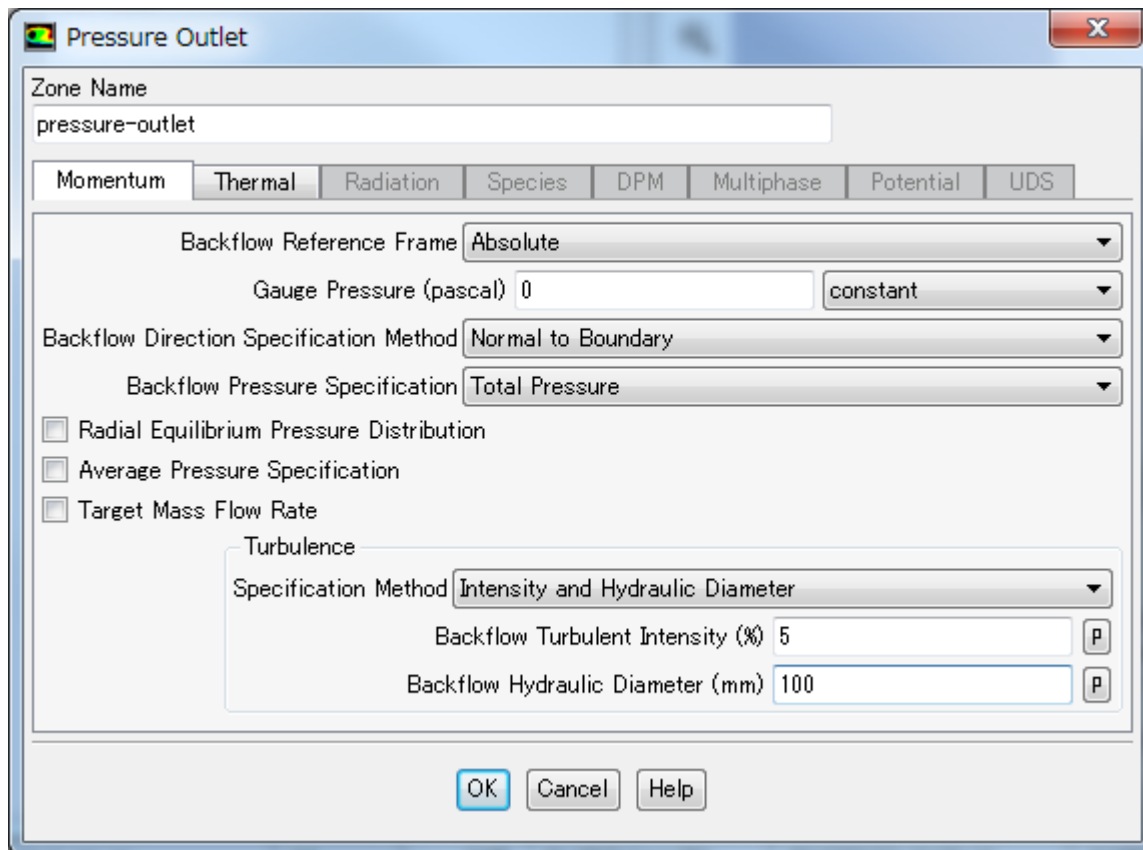 Pressure Outlet
Zone Name
pressure-outlet
Momentum Thermal Radiation Species DPM Multiphase Potential UDS
Backflow Reference Frame Absolute
Gauge Pressure (pascal) 0 constant
Backflow Direction Specification Method Normal to Boundary
Backflow Pressure Specification Total Pressure
Radial Equilibrium Pressure Distribution
Average Pressure Specification
Target Mass Flow Rate
Turbulence
Specification Method Intensity and Hydraulic Diameter
Backflow Turbulent Intensity (%) 5 P
Backflow Hydraulic Diameter (mm) 100 P
OK Cancel Help